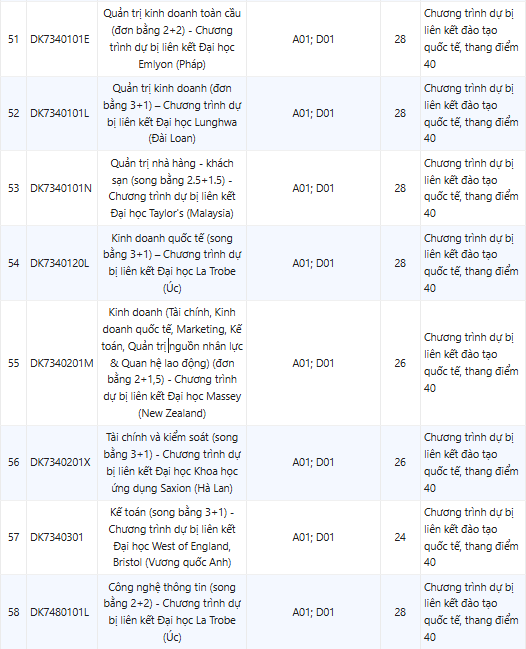 51 DK7340101E Quản trị kinh doanh toàn cầu (đơn bằng 2+2) - Chương trình dự bị liên kết Đại học Emlyon (Pháp) A01; D01 28 Chương trình dự bị liên kết đào tạo quốc tế, thang điểm 40
52 DK7340101L Quản trị kinh doanh (đơn bằng 3+1) – Chương trình dự bị liên kết Đại học Lunghwa (Đài Loan) A01; D01 28 Chương trình dự bị liên kết đào tạo quốc tế, thang điểm 40
53 DK7340101N Quản trị nhà hàng - khách sạn (song bằng 2.5+1.5) - Chương trình dự bị liên kết Đại học Taylor's (Malaysia) A01; D01 28 Chương trình dự bị liên kết đào tạo quốc tế, thang điểm 40
54 DK7340120L Kinh doanh quốc tế (song bằng 3+1) – Chương trình dự bị liên kết Đại học La Trobe (Úc) A01; D01 28 Chương trình dự bị liên kết đào tạo quốc tế, thang điểm 40
55 DK7340201M Kinh doanh (Tài chính, Kinh doanh quốc tế, Marketing, Kế toán, Quản trị nguồn nhân lực & Quan hệ lao động) (đơn bằng 2+1,5) - Chương trình dự bị liên kết Đại học Massey (New Zealand) A01; D01 26 Chương trình dự bị liên kết đào tạo quốc tế, thang điểm 40
56 DK7340201X Tài chính và kiểm soát (song bằng 3+1) - Chương trình dự bị liên kết Đại học Khoa học ứng dụng Saxion (Hà Lan) A01; D01 26 Chương trình dự bị liên kết đào tạo quốc tế, thang điểm 40
57 DK7340301 Kế toán (song bằng 3+1) - Chương trình dự bị liên kết Đại học West of England, Bristol (Vương quốc Anh) A01; D01 24 Chương trình dự bị liên kết đào tạo quốc tế, thang điểm 40
58 DK7480101L Công nghệ thông tin (song bằng 2+2) - Chương trình dự bị liên kết Đại học La Trobe (Úc) A01; D01 28 Chương trình dự bị liên kết đào tạo quốc tế, thang điểm 40